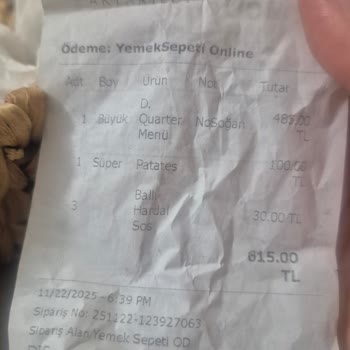 Ödeme: YemekSepeti Online
Adt Boy Ürün Not Tutar
D.
1 Büyük Quarter NoSoğan 485.00
Menü TL
1 Süper Patates 100.00
TL
Ballı
3 Hardal 30.00 TL
Sos
615.00
TL
11/22/2025 - 6:39 PM
Sipariş No: 251122-123927063
Sipariş Alan: Yemek Sepeti OD